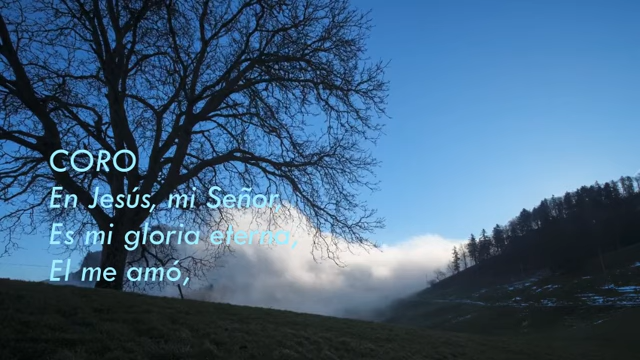 CORO
En Jesús, mi Señor,
Es mi gloria eterna,
El me amó,